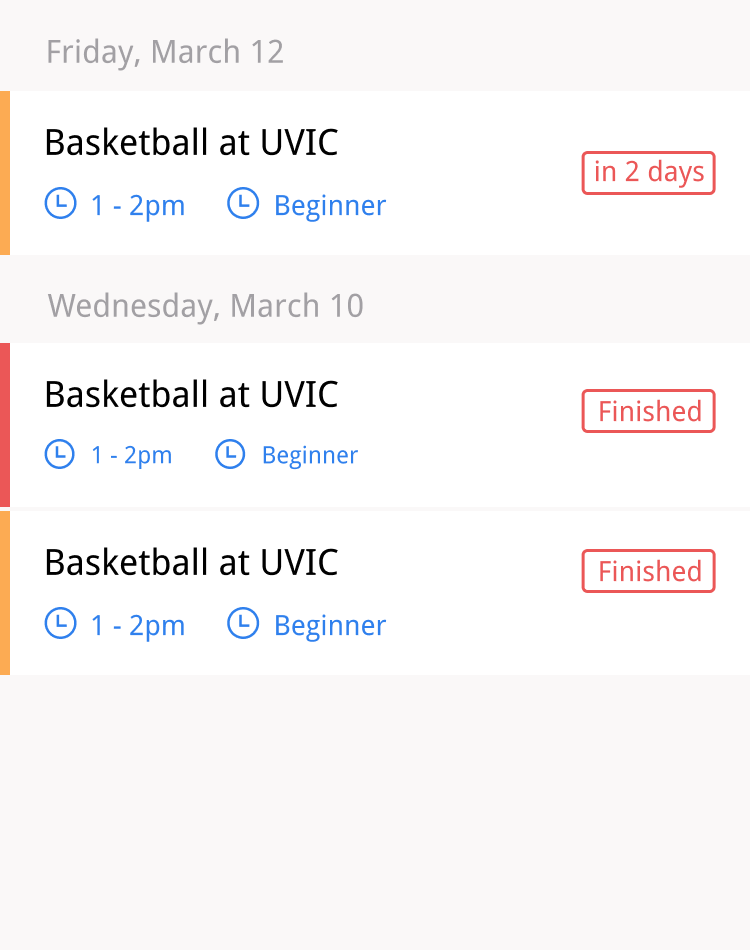 Friday, March 12
Basketball at UVIC
in 2 days
1 - 2pm Beginner
Wednesday, March 10
Basketball at UVIC
Finished
1 - 2pm Beginner
Basketball at UVIC
Finished
1 - 2pm Beginner